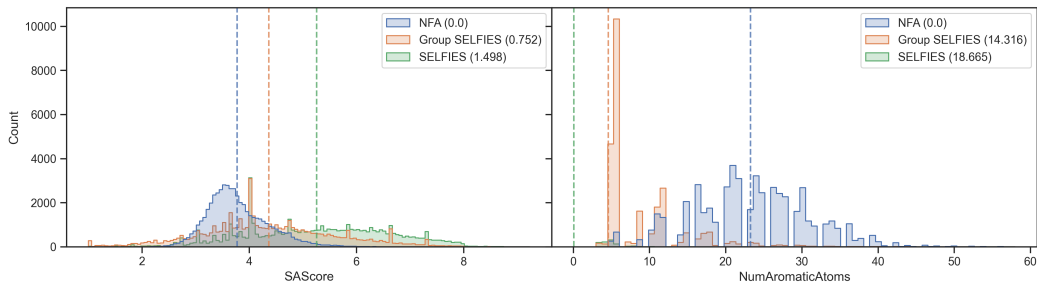 10000
8000
6000
4000
2000
0
Count
NFA (0.0)
Group SELFIES (0.752)
SELFIES (1.498)
2
4
6
8
SAScore
NFA (0.0)
Group SELFIES (14.316)
SELFIES (18.665)
0
10
20
30
40
50
60
NumAromaticAtoms